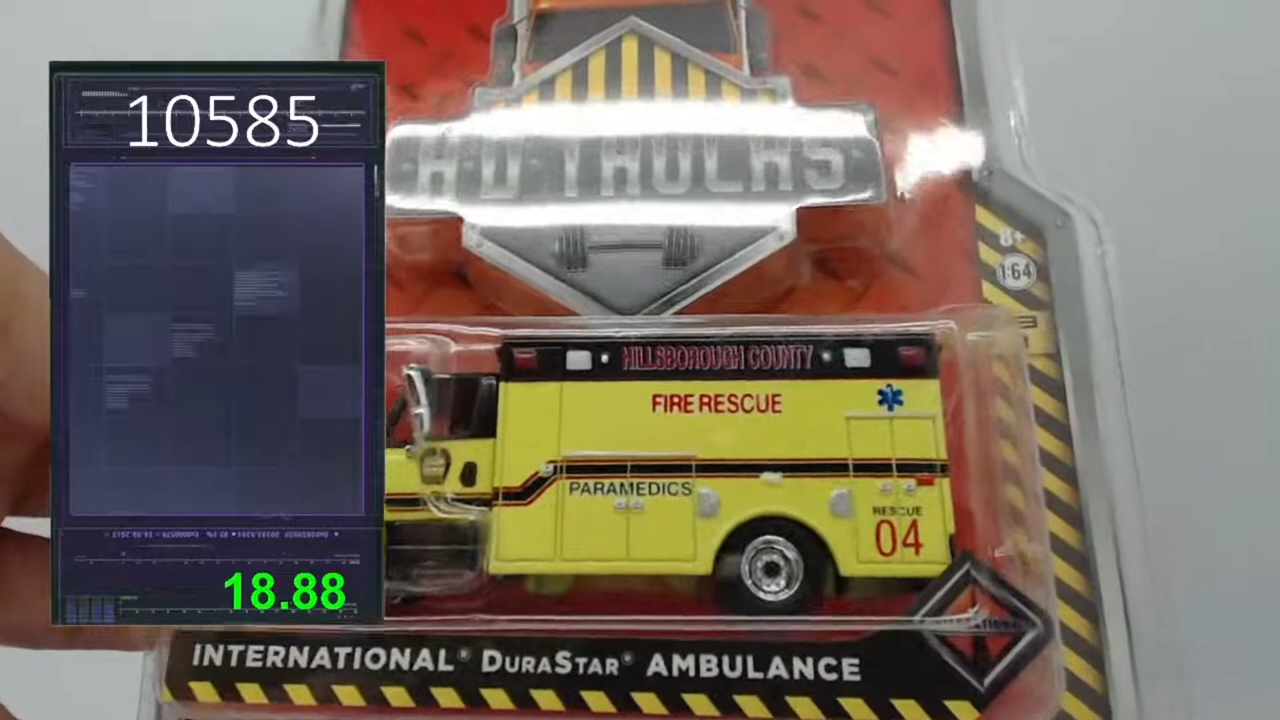 10585
HD TRUCKS
8+
1:64
HILLSBOROUGH COUNTY
FIRE RESCUE
PARAMEDICS
RESCUE
04
18.88
INTERNATIONAL® DURASTAR® AMBULANCE